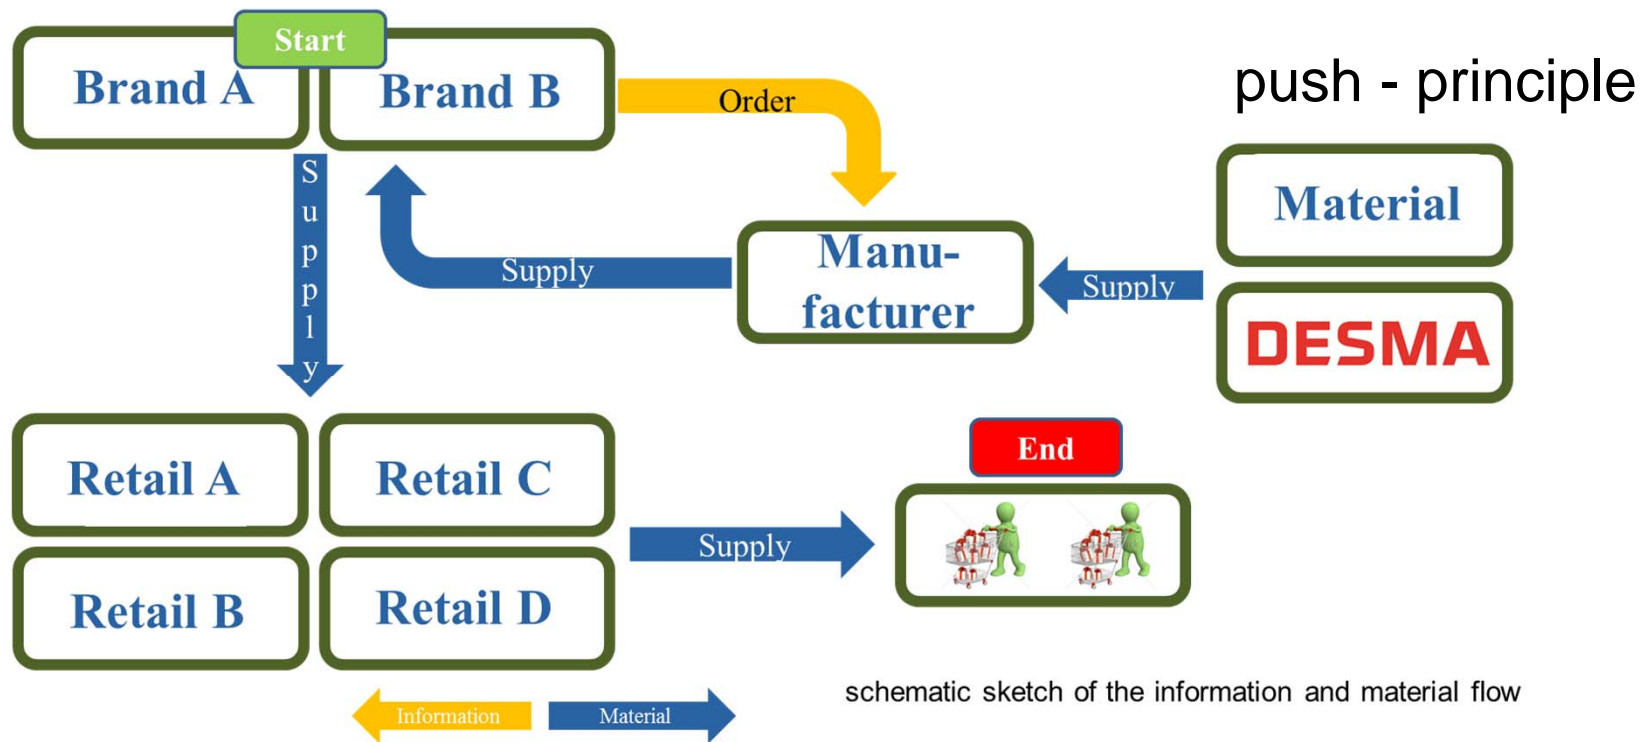 Start
Brand A
Brand B
Order
push - principle
Supply
Supply
Manu-
facturer
Supply
Material
DESMA
Retail A
Retail C
Retail B
Retail D
Supply
End
Information
Material
schematic sketch of the information and material flow